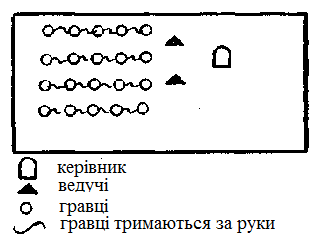 керівник
ведучі
гравці
гравці тримаються за руки